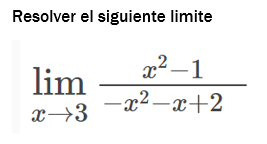 Resolver el siguiente limite
lim x→3 x²−1 / −x²−x+2